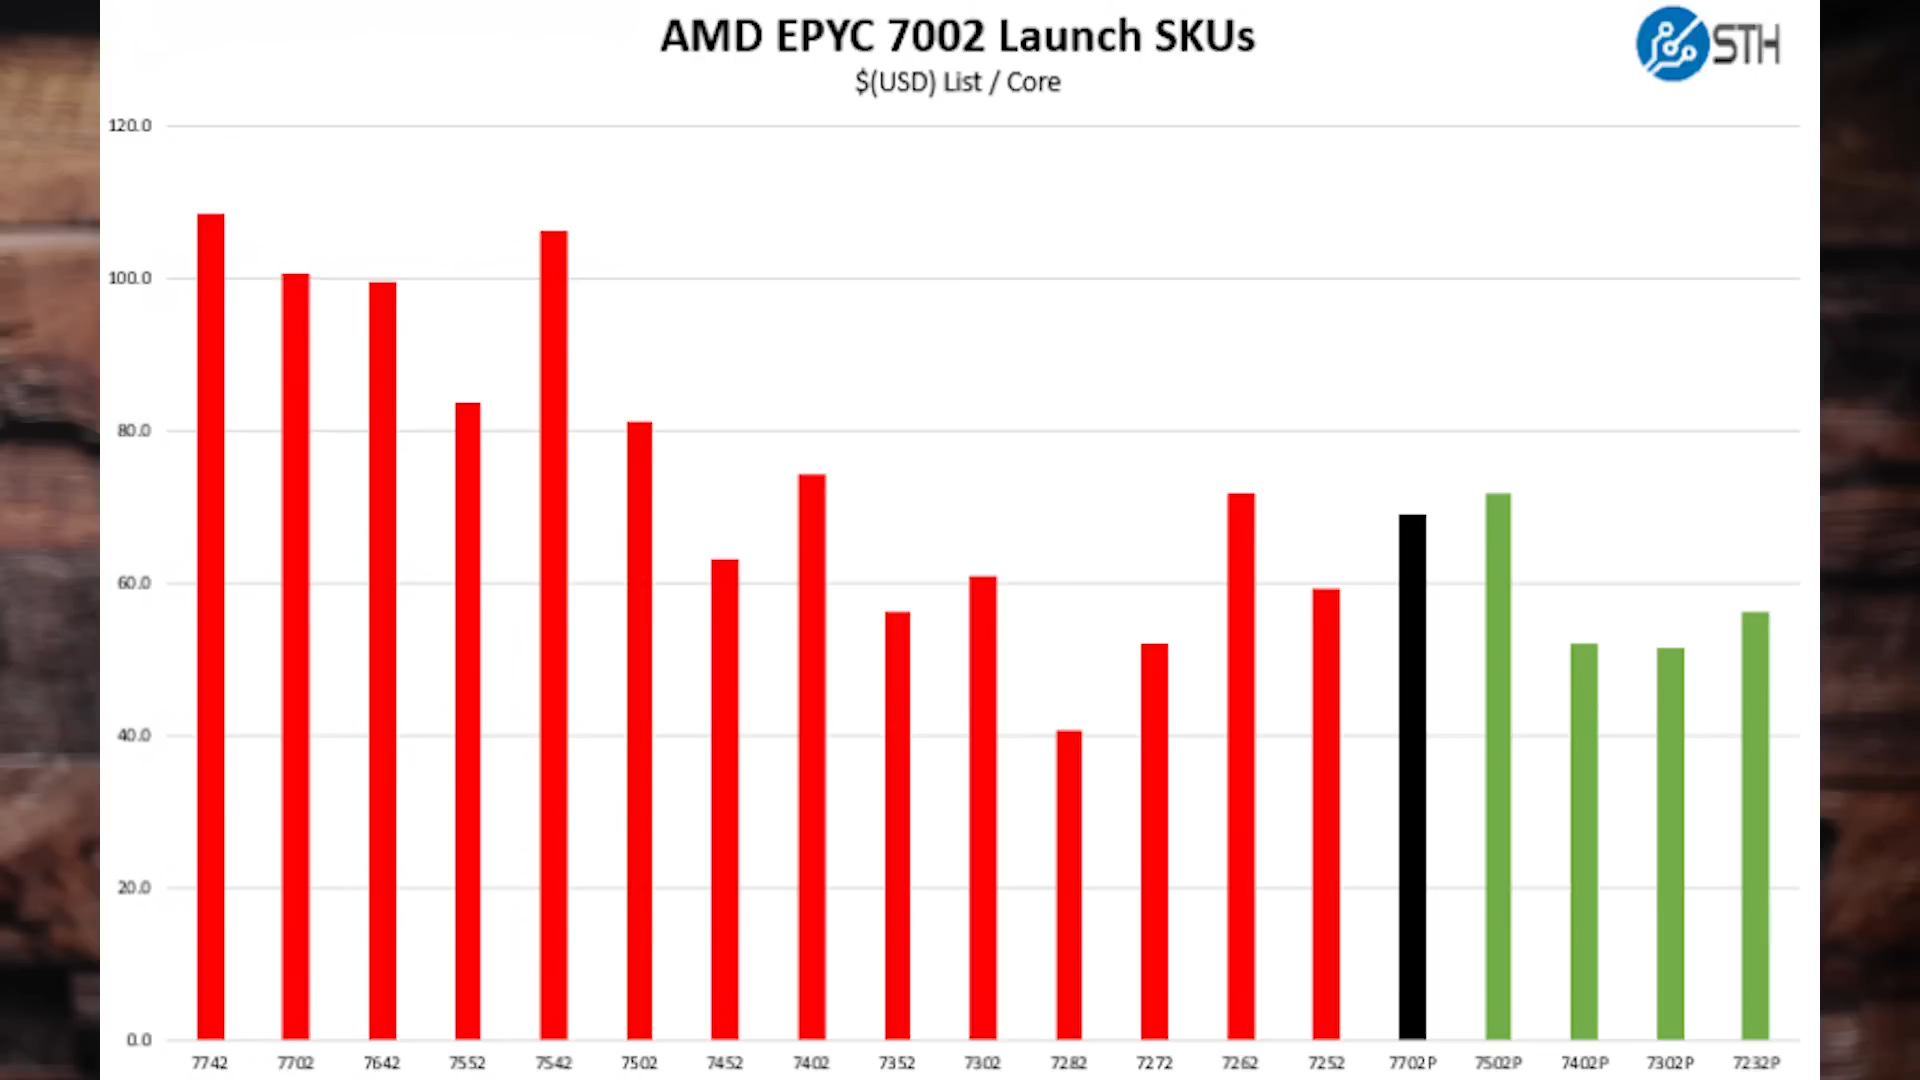 AMD EPYC 7002 Launch SKUs
STH
$(USD) List / Core
120.0
100.0
80.0
60.0
40.0
20.0
0.0
7742 7702 7642 7552 7542 7502 7452 7402 7352 7302 7282 7272 7262 7252 7702P 7502P 7402P 7302P 7232P